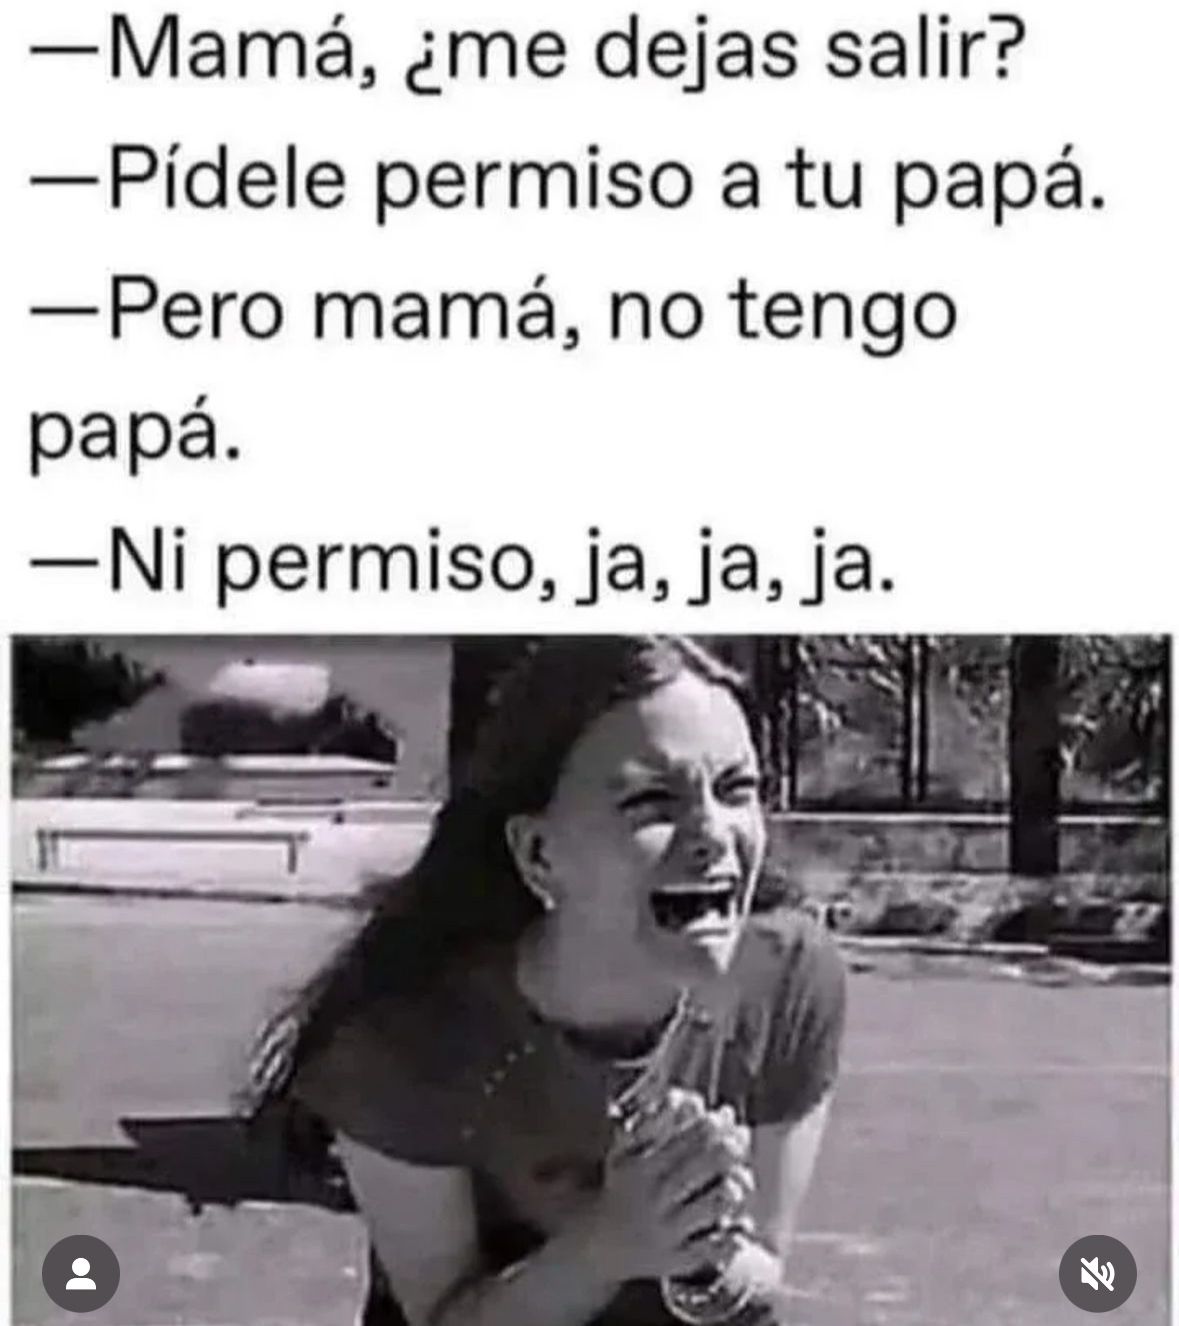 —Mamá, ¿me dejas salir?
—Pídele permiso a tu papá.
—Pero mamá, no tengo
papá.
—Ni permiso, ja, ja, ja.